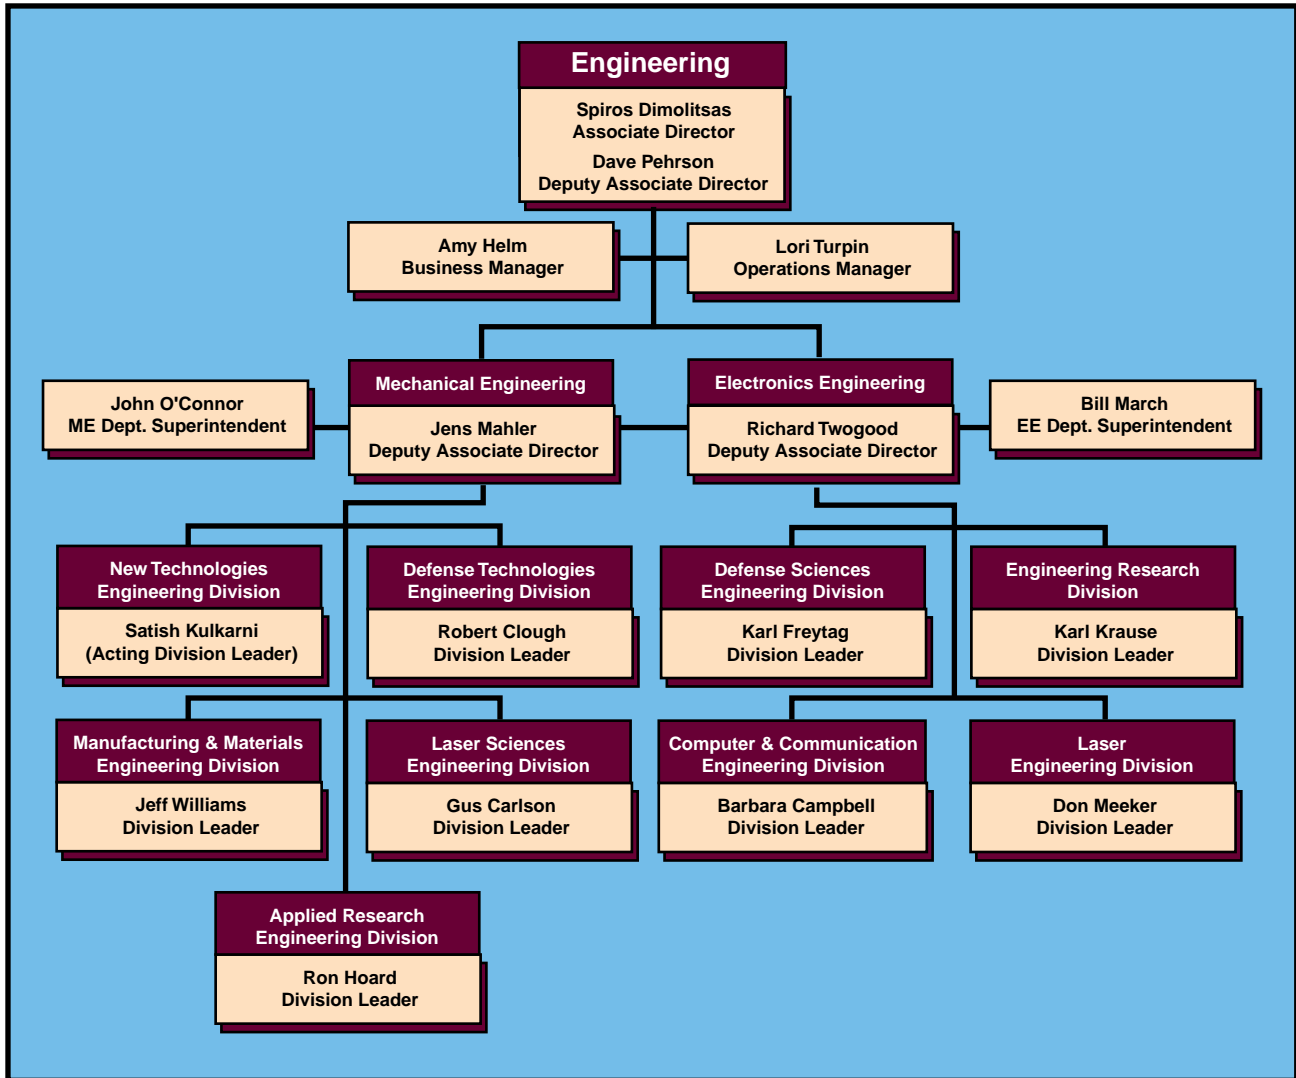 Engineering
Spiros Dimolitsas
Associate Director
Dave Pehrson
Deputy Associate Director
Amy Helm
Business Manager
Lori Turpin
Operations Manager
John O'Connor
ME Dept. Superintendent
Mechanical Engineering
Jens Mahler
Deputy Associate Director
Electronics Engineering
Richard Twogood
Deputy Associate Director
Bill March
EE Dept. Superintendent
New Technologies
Engineering Division
Satish Kulkarni
(Acting Division Leader)
Defense Technologies
Engineering Division
Robert Clough
Division Leader
Defense Sciences
Engineering Division
Karl Freytag
Division Leader
Engineering Research
Division
Karl Krause
Division Leader
Manufacturing & Materials
Engineering Division
Jeff Williams
Division Leader
Laser Sciences
Engineering Division
Gus Carlson
Division Leader
Computer & Communication
Engineering Division
Barbara Campbell
Division Leader
Laser
Engineering Division
Don Meeker
Division Leader
Applied Research
Engineering Division
Ron Hoard
Division Leader